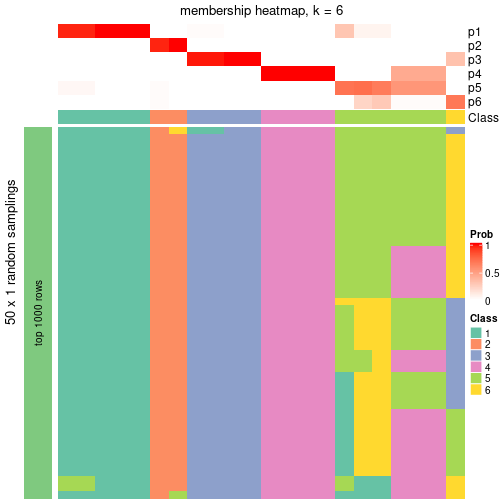 membership heatmap, k = 6
p1
p2
p3
p4
p5
p6
Class
50 x 1 random samplings
top 1000 rows
Prob
1
0.5
0
Class
1
2
3
4
5
6